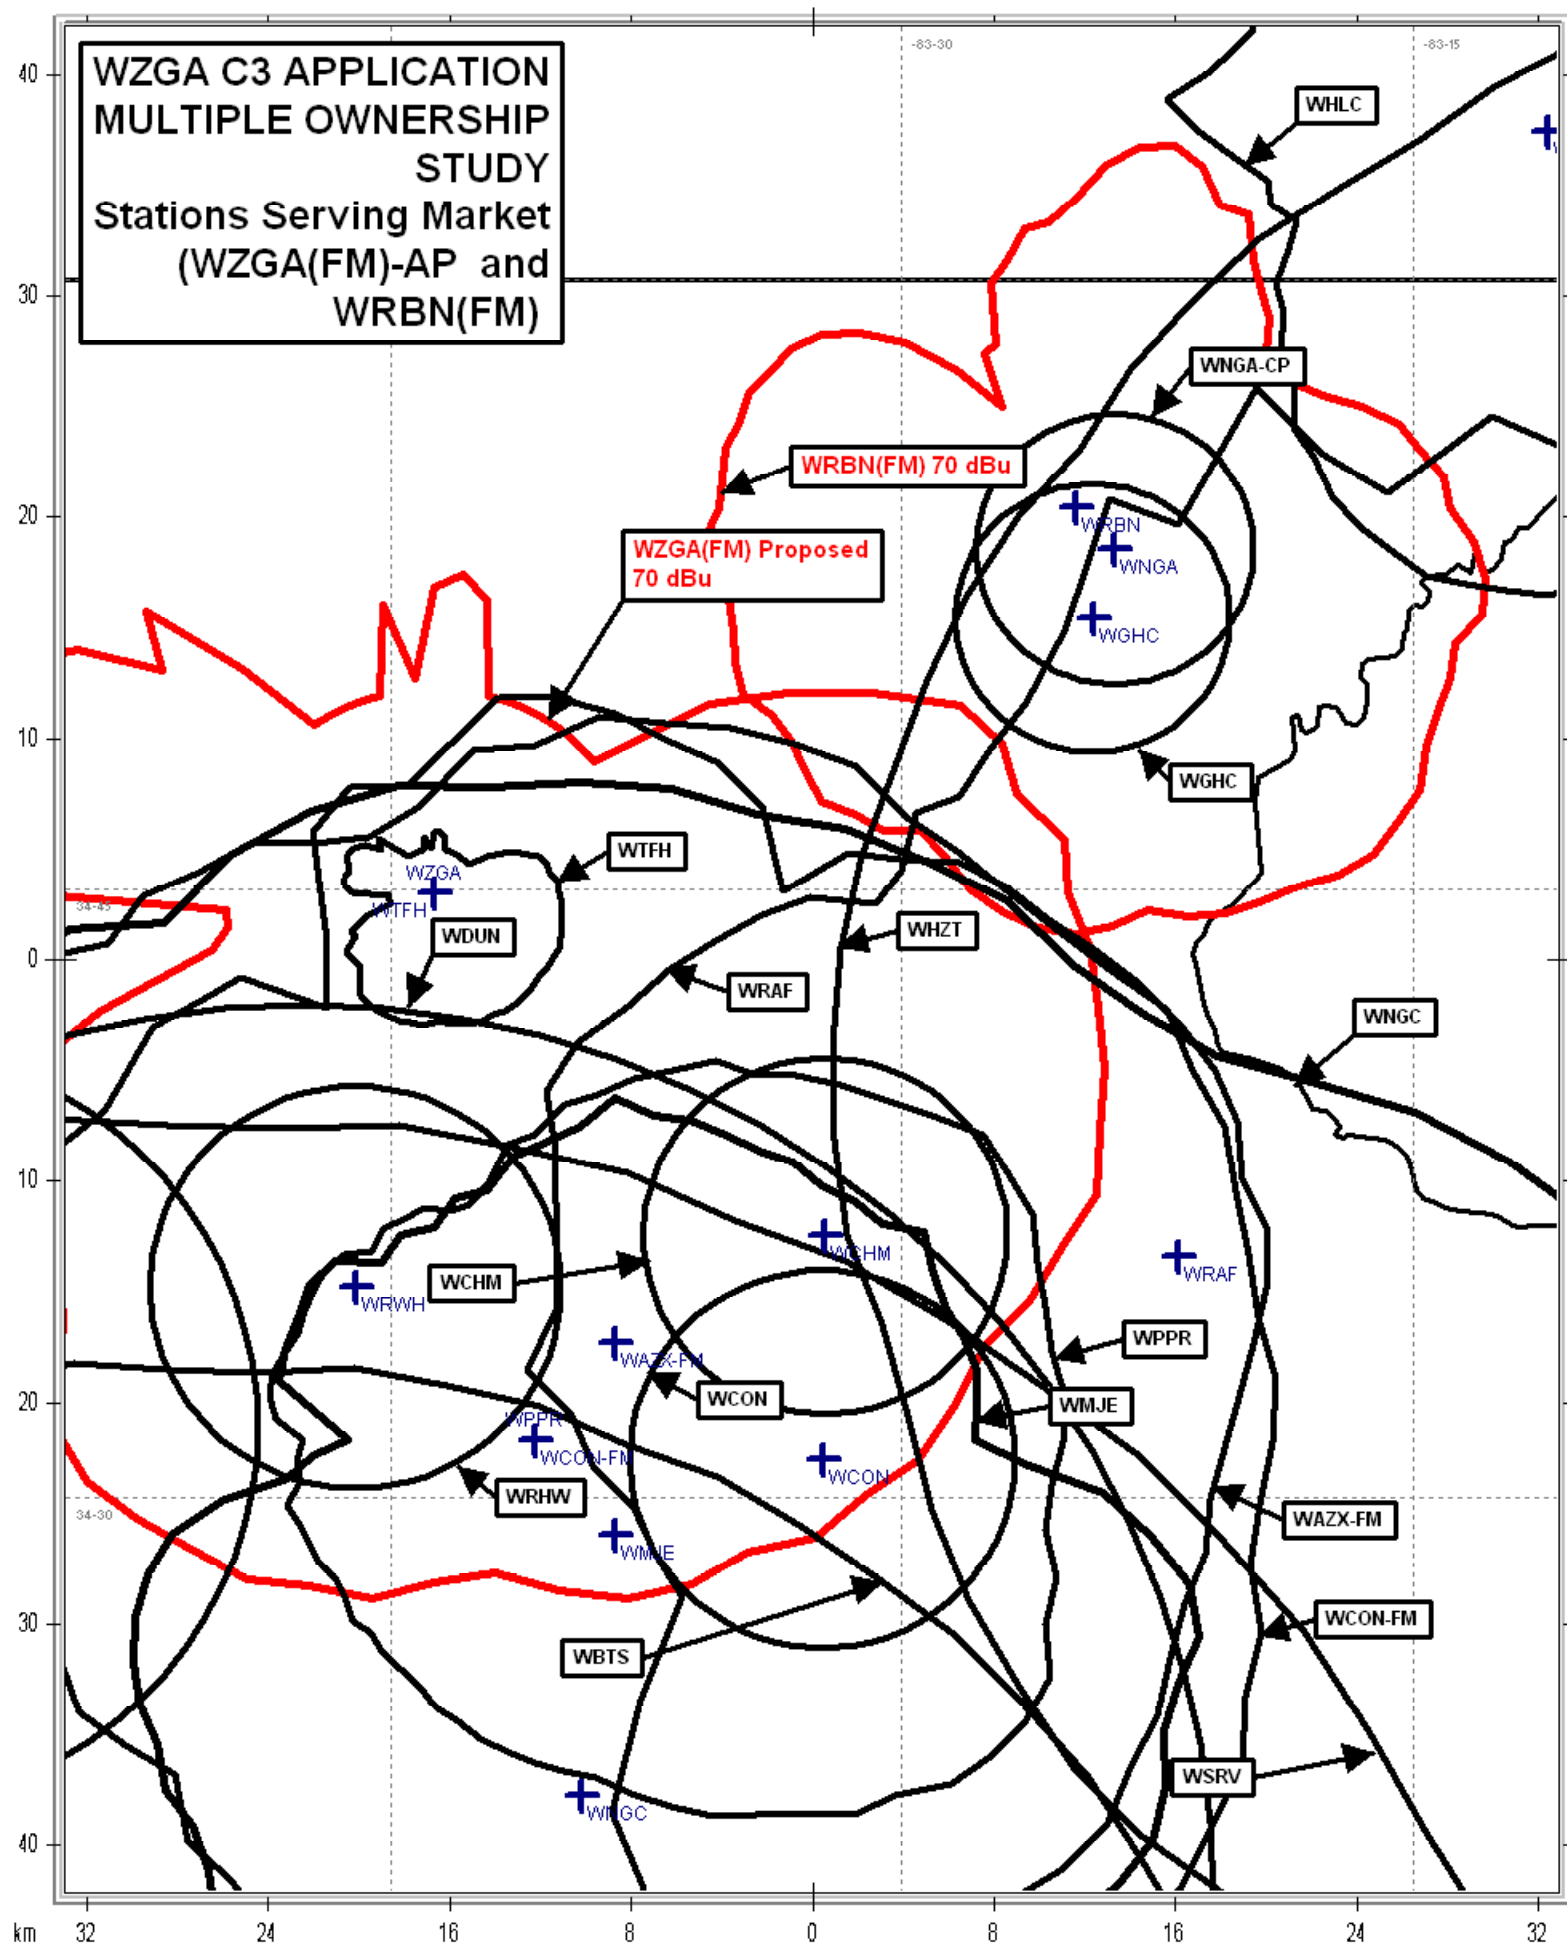 -83-30
-83-15
40
WZGA C3 APPLICATION
MULTIPLE OWNERSHIP
STUDY
Stations Serving Market
(WZGA(FM)-AP and
WRBN(FM)
WHLC
30
WNGA-CP
WRBN(FM) 70 dBu
20
WRBN
WZGA(FM) Proposed
70 dBu
WNGA
WGHC
10
WGHC
WTFH
WZGA
34-45
WTFH
WDUN
WHZT
0
WRAF
WNGC
10
WCHM
WRAF
WCHM
WRWH
WPPR
WAZX-FM
WCON
WMJE
20
WPPR
WCON-FM
WCON
WRHW
34-30
WAZX-FM
WMJE
30
WCON-FM
WBTS
WSRV
WNGC
40
km
32
24
16
8
0
8
16
24
32